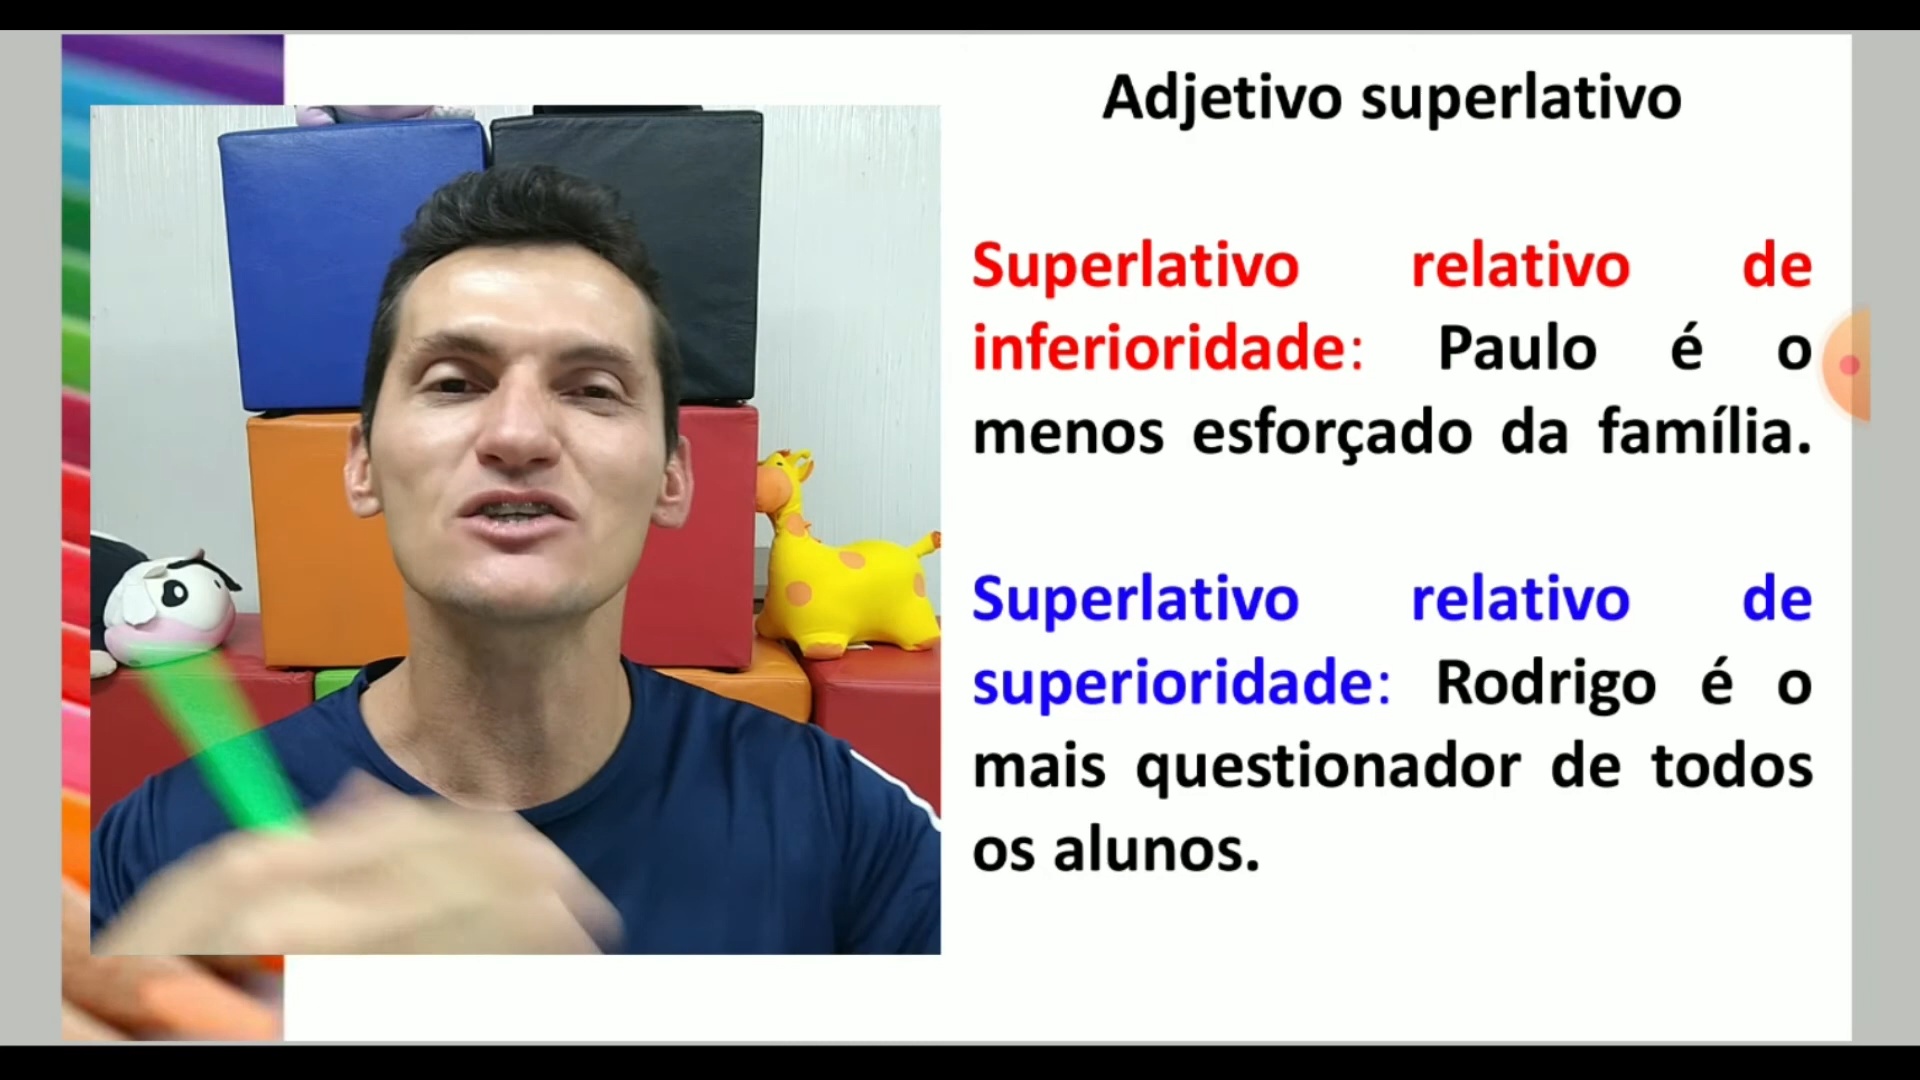 Adjetivo superlativo
Superlativo relativo de
inferioridade: Paulo é o
menos esforçado da família.
Superlativo relativo de
superioridade: Rodrigo é o
mais questionador de todos
os alunos.